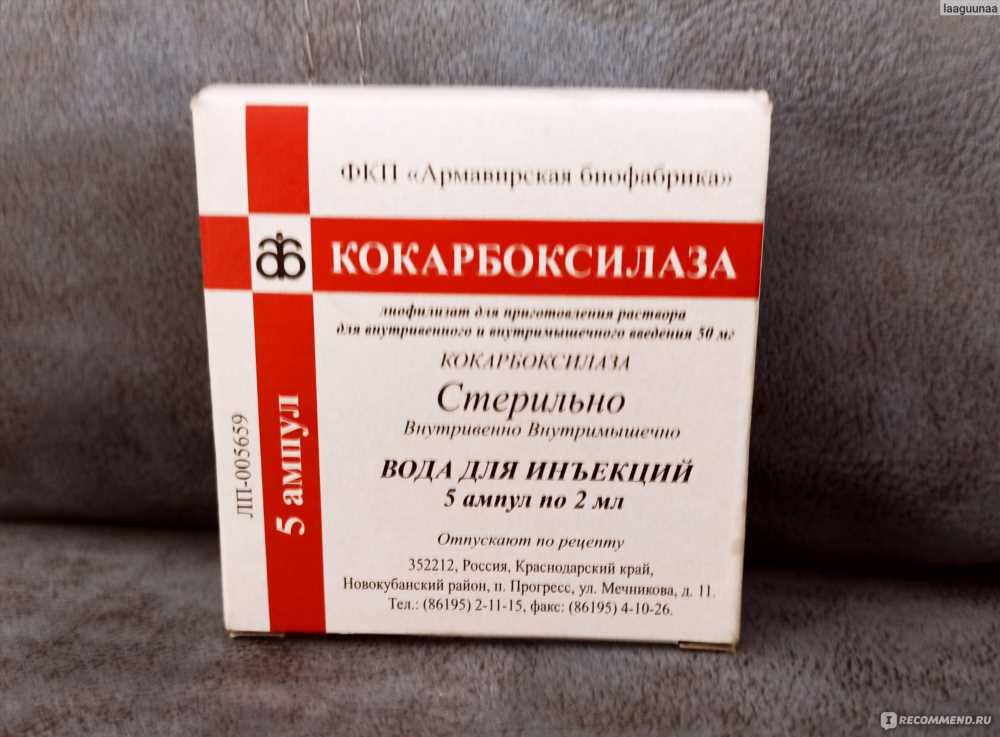 laaguunaa
ФКП «Армавирская биофабрика»
КОКАРБОКСИЛАЗА
лиофилизат для приготовления раствора
для внутривенного и внутримышечного введения 50 мг
КОКАРБОКСИЛАЗА
Стерильно
Внутривенно Внутримышечно
ВОДА ДЛЯ ИНЪЕКЦИЙ
5 ампул по 2 мл
Отпускают по рецепту
352212, Россия, Краснодарский край,
Новокубанский район, п. Прогресс, ул. Мечникова, д. 11.
Тел.: (86195) 2-11-15, факс: (86195) 4-10-26.
5 ампул
ЛП-005659
IRECOMMEND.RU